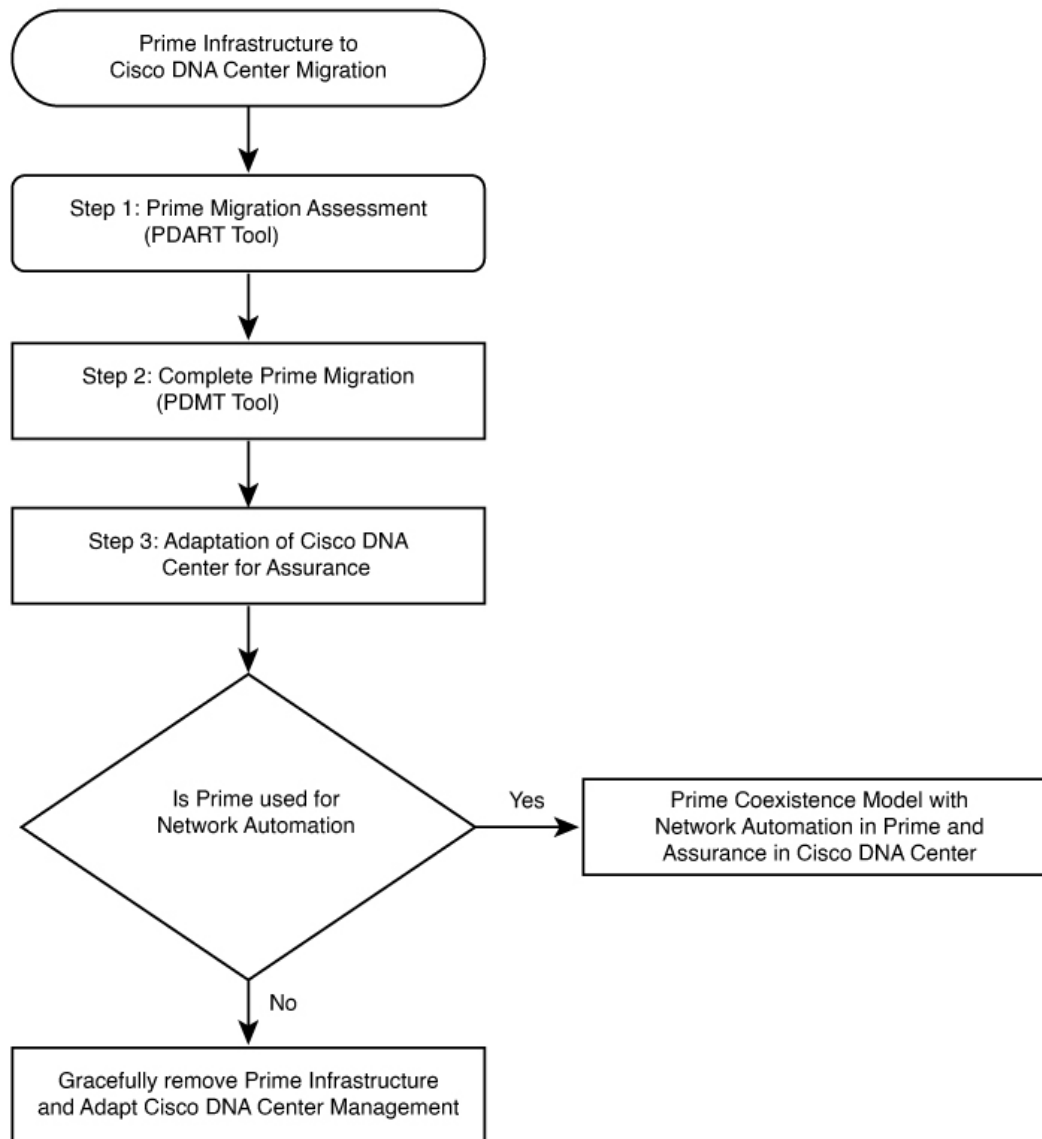 Prime Infrastructure to
Cisco DNA Center Migration
Step 1: Prime Migration Assessment
(PDART Tool)
Step 2: Complete Prime Migration
(PDMT Tool)
Step 3: Adaptation of Cisco DNA
Center for Assurance
Is Prime used for
Network Automation
Yes
Prime Coexistence Model with
Network Automation in Prime and
Assurance in Cisco DNA Center
No
Gracefully remove Prime Infrastructure
and Adapt Cisco DNA Center Management